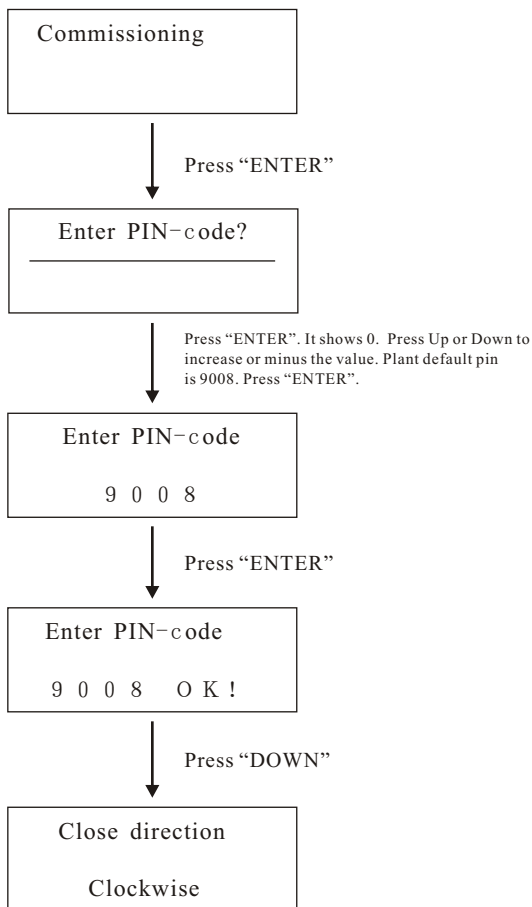 Commissioning
Press “ENTER”
Enter PIN-code?
Press “ENTER”. It shows 0. Press Up or Down to
increase or minus the value. Plant default pin
is 9008. Press “ENTER”.
Enter PIN-code
9 0 0 8
Press “ENTER”
Enter PIN-code
9 0 0 8 O K !
Press “DOWN”
Close direction
Clockwise